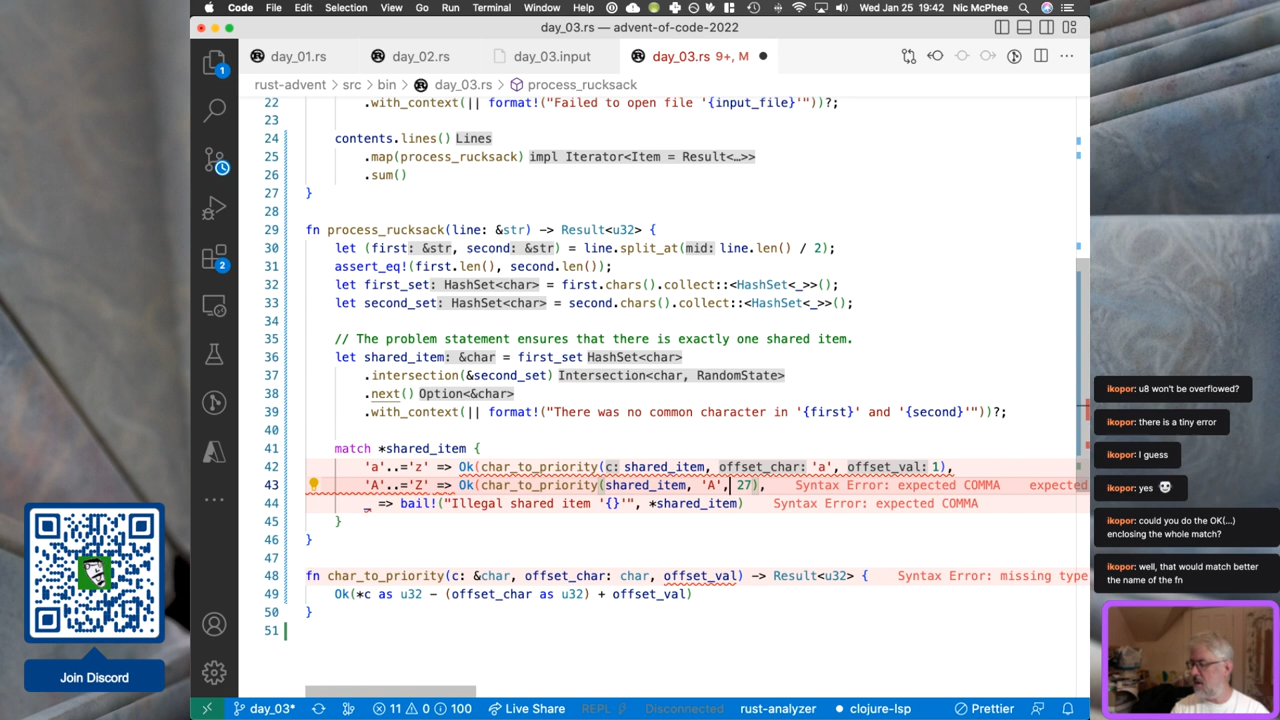 Code File Edit Selection View Go Run Terminal Window Help Wed Jan 25 19:42 Nic McPhee
day_03.rs — advent-of-code-2022
day_01.rs day_02.rs day_03.input day_03.rs 9+, M
rust-advent › src › bin › day_03.rs › process_rucksack
22 .with_context(|| format!("Failed to open file '{input_file}'"))?;
23
24 contents.lines() Lines
25 .map(process_rucksack) impl Iterator<Item = Result<…>>
26 .sum()
27 }
28
29 fn process_rucksack(line: &str) -> Result<u32> {
30 let (first: &str, second: &str) = line.split_at(mid: line.len() / 2);
31 assert_eq!(first.len(), second.len());
32 let first_set: HashSet<char> = first.chars().collect::<HashSet<_>>();
33 let second_set: HashSet<char> = second.chars().collect::<HashSet<_>>();
34
35 // The problem statement ensures that there is exactly one shared item.
36 let shared_item: &char = first_set HashSet<char>
37 .intersection(&second_set) Intersection<char, RandomState>
38 .next() Option<&char>
39 .with_context(|| format!("There was no common character in '{first}' and '{second}'"))?;
40
41 match *shared_item {
42 'a'..='z' => Ok(char_to_priority(c: shared_item, offset_char: 'a', offset_val: 1),
43 'A'..='Z' => Ok(char_to_priority(shared_item, 'A', 27), Syntax Error: expected COMMA expected
44 _ => bail!("Illegal shared item '{}'", *shared_item) Syntax Error: expected COMMA
45 }
46 }
47
48 fn char_to_priority(c: &char, offset_char: char, offset_val) -> Result<u32> { Syntax Error: missing type
49 Ok(*c as u32 - (offset_char as u32) + offset_val)
50 }
51
1
2
day_03* 11 0 100 Live Share REPL Disconnected rust-analyzer clojure-lsp Prettier
Join Discord
ikopor: u8 won't be overflowed?
ikopor: there is a tiny error
ikopor: I guess
ikopor: yes
ikopor: could you do the OK(...)
enclosing the whole match?
ikopor: well, that would match better
the name of the fn